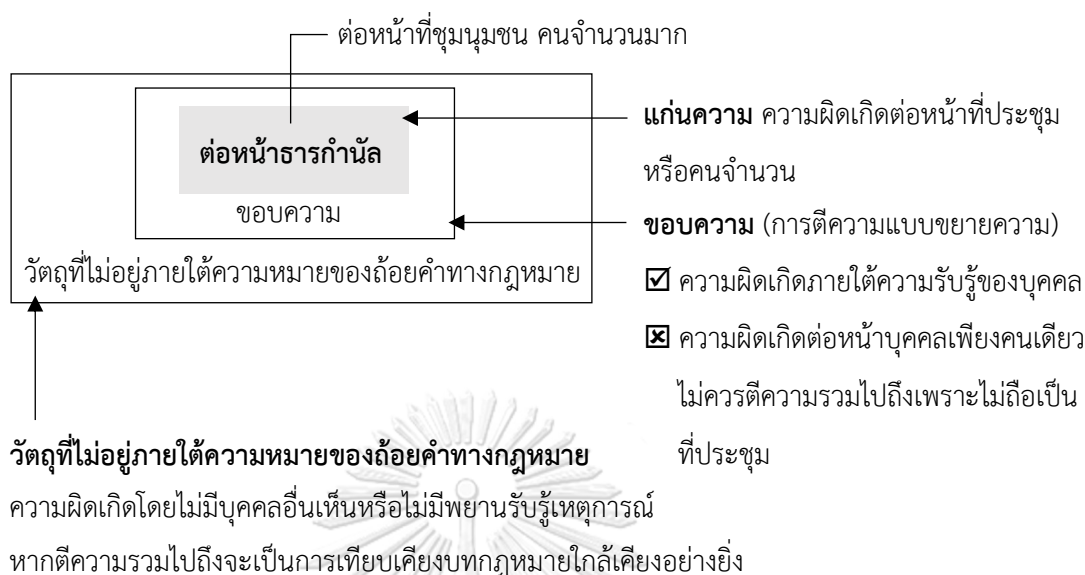 ต่อหน้าที่ชุมนุมชน คนจำนวนมาก
ต่อหน้าธารกำนัล
ขอบความ
วัตถุที่ไม่อยู่ภายใต้ความหมายของถ้อยคำทางกฎหมาย
แก่นความ ความผิดเกิดต่อหน้าที่ประชุม
หรือคนจำนวน
ขอบความ (การตีความแบบขยายความ)
☑ ความผิดเกิดภายใต้ความรับรู้ของบุคคล
☒ ความผิดเกิดต่อหน้าบุคคลเพียงคนเดียว
ไม่ควรตีความรวมไปถึงเพราะไม่ถือเป็น
ที่ประชุม
วัตถุที่ไม่อยู่ภายใต้ความหมายของถ้อยคำทางกฎหมาย
ความผิดเกิดโดยไม่มีบุคคลอื่นเห็นหรือไม่มีพยานรับรู้เหตุการณ์
หากตีความรวมไปถึงจะเป็นการเทียบเคียงบทกฎหมายใกล้เคียงอย่างยิ่ง